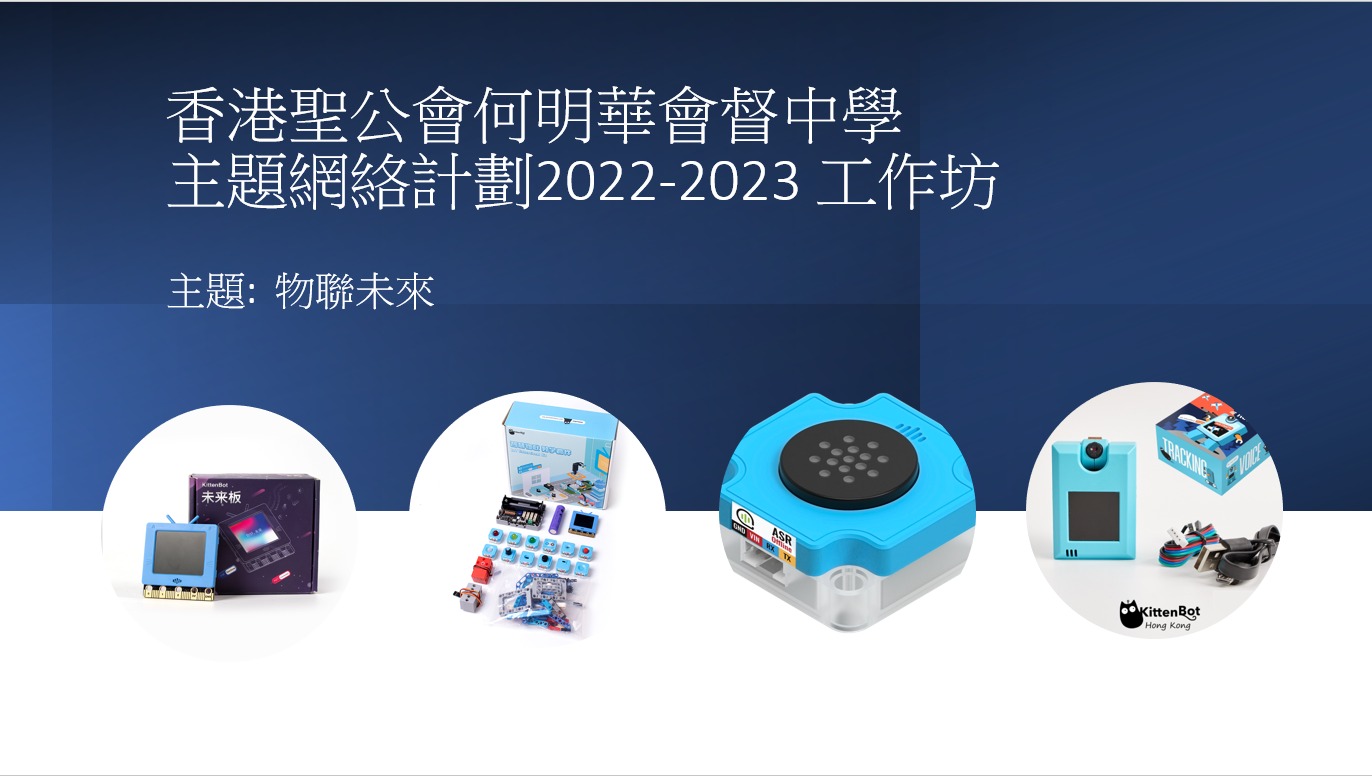 香港聖公會何明華會督中學
主題網絡計劃2022-2023 工作坊
主題: 物聯未來
KittenBot
未来板
GND
VIN
RX
TX
ASR
Offline
TRACKING
VOICE
KittenBot
Hong Kong